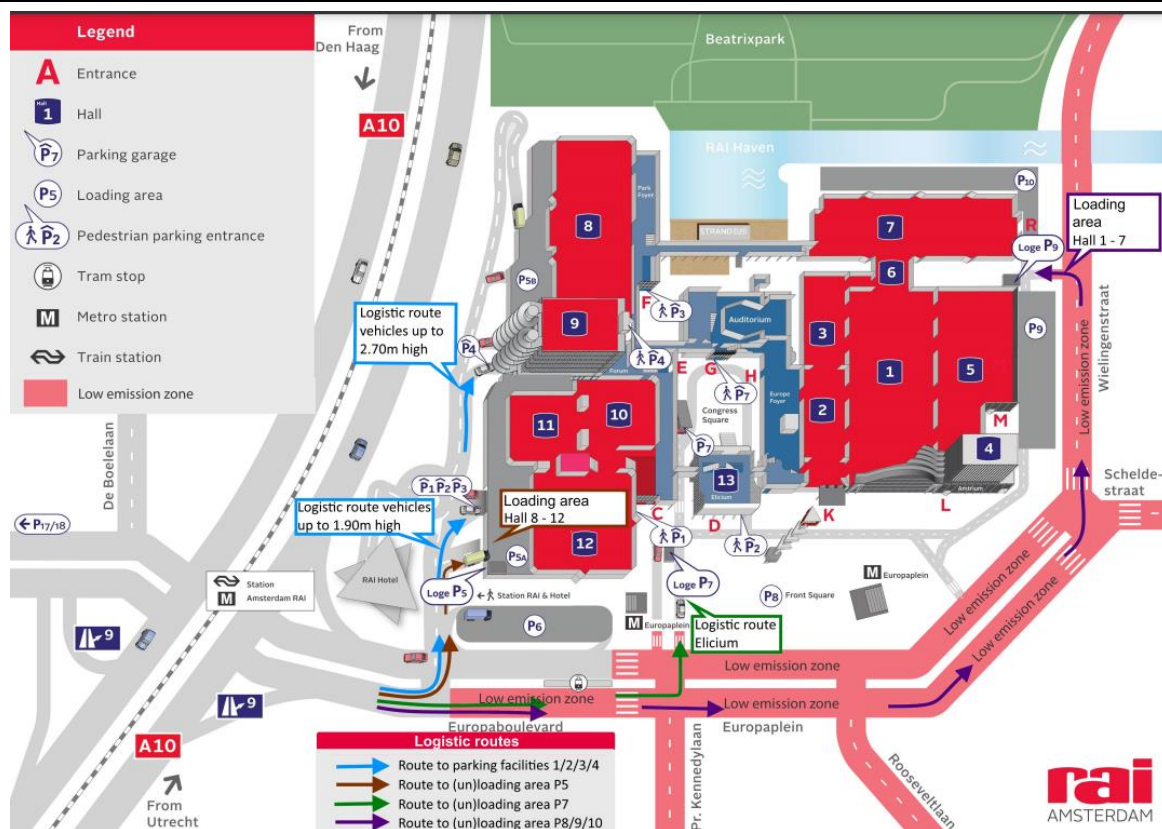 Legend
A Entrance
Hall
1 Hall
P7 Parking garage
P5 Loading area
P2 Pedestrian parking entrance
Tram stop
M Metro station
Train station
Low emission zone
From
Den Haag
A10
Beatrixpark
RAI Haven
STRAND
Park
Foyer
P10
Loading
area
Hall 1 - 7
R
Loge P9
P9
Wielingenstraat
Low emission zone
8
7
6
P5B
F
P3
Auditorium
3
9
P4
P4
Logistic route
vehicles up to
2.70m high
Forum
E
G
H
P7
1
5
Europe
Foyer
Congress
Square
2
M
4
Amtrium
11
10
P7
13
Elicium
L
K
D
C
P1
P2
P1 P2 P3
Logistic route vehicles
up to 1.90m high
Loading area
Hall 8 - 12
12
P5A
Loge P5
Loge P7
De Boelelaan
P17/18
Station
M Amsterdam RAI
RAI Hotel
Station RAI & Hotel
P6
M Europaplein
P8 Front Square
M Europaplein
Logistic route
Elicium
Schelde-
straat
Low emission zone
Low emission zone
Low emission zone
Low emission zone
Low emission zone
9
9
Europaboulevard
Europaplein
Pr. Kennedylaan
Rooseveltlaan
A10
From
Utrecht
Logistic routes
Route to parking facilities 1/2/3/4
Route to (un)loading area P5
Route to (un)loading area P7
Route to (un)loading area P8/9/10
rai
AMSTERDAM